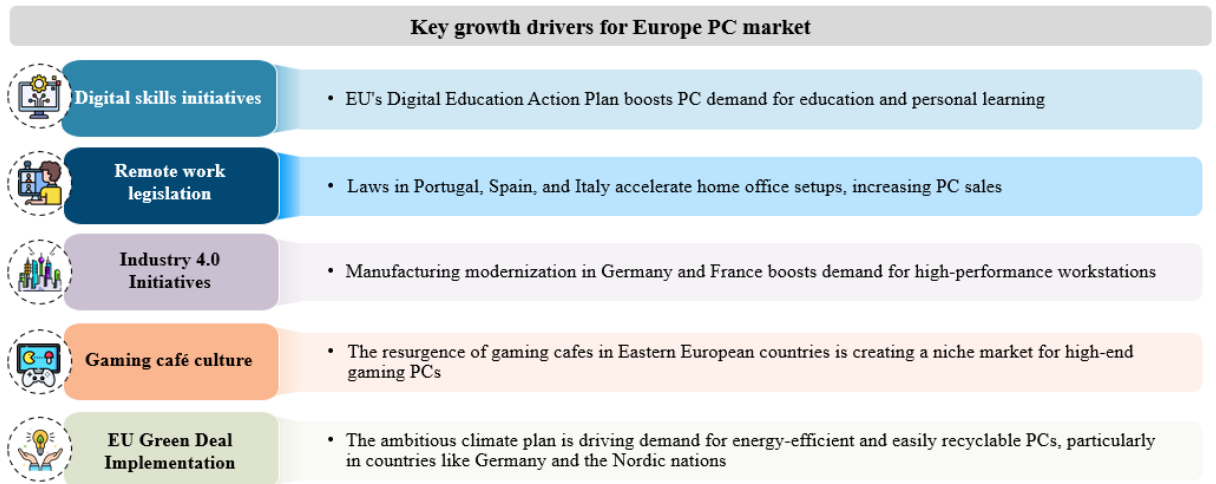 Key growth drivers for Europe PC market
Digital skills initiatives
• EU's Digital Education Action Plan boosts PC demand for education and personal learning
Remote work
legislation
• Laws in Portugal, Spain, and Italy accelerate home office setups, increasing PC sales
Industry 4.0
Initiatives
• Manufacturing modernization in Germany and France boosts demand for high-performance workstations
Gaming café culture
• The resurgence of gaming cafes in Eastern European countries is creating a niche market for high-end
gaming PCs
EU Green Deal
Implementation
• The ambitious climate plan is driving demand for energy-efficient and easily recyclable PCs, particularly
in countries like Germany and the Nordic nations